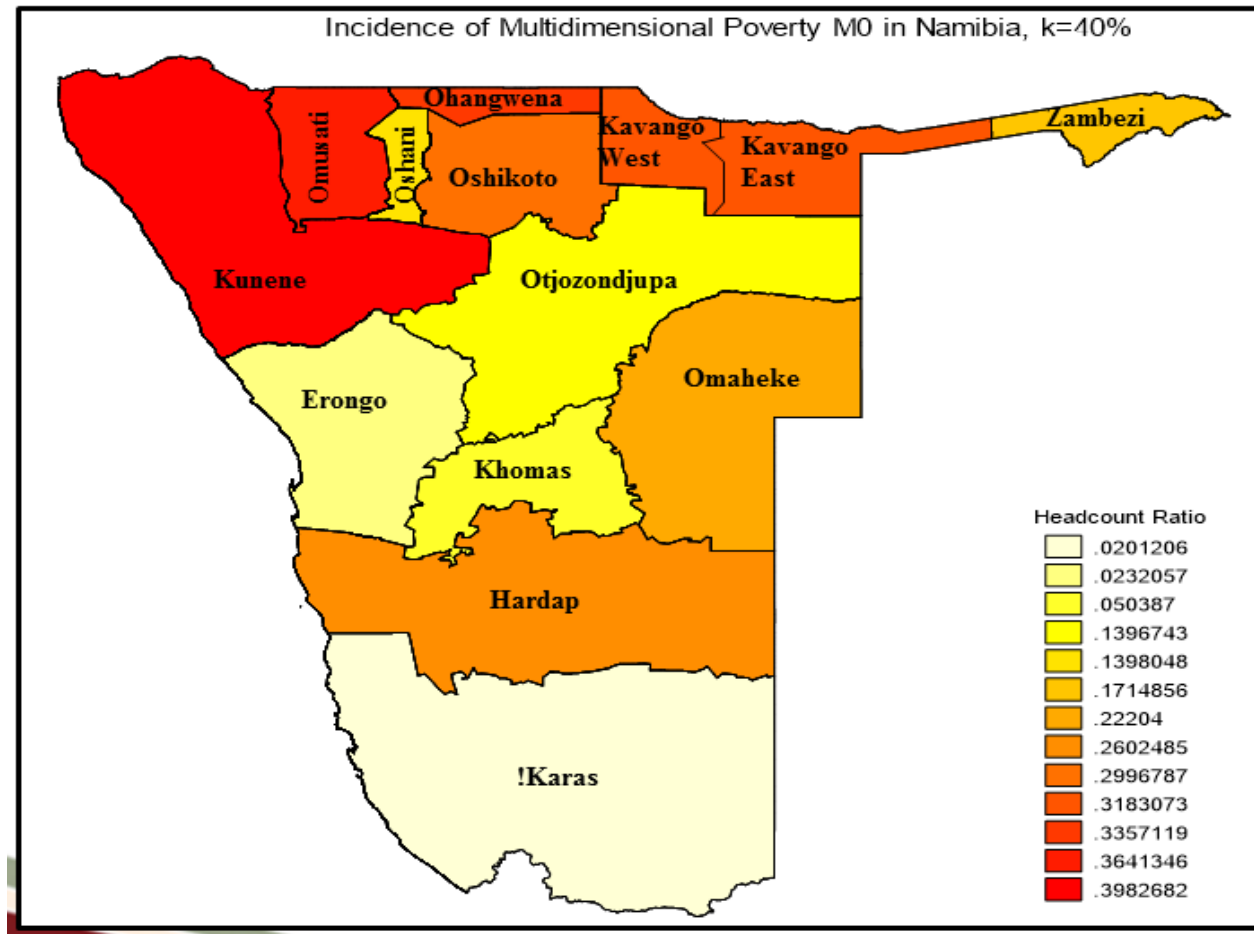 Incidence of Multidimensional Poverty M0 in Namibia, k=40%
Ohangwena
Zambezi
Omusati
Oshani
Kavango
West
Kavango
East
Oshikoto
Kunene
Otjozondjupa
Omaheke
Erongo
Khomas
Hardap
!Karas
Headcount Ratio
.0201206
.0232057
.050387
.1396743
.1398048
.1714856
.22204
.2602485
.2996787
.3183073
.3357119
.3641346
.3982682